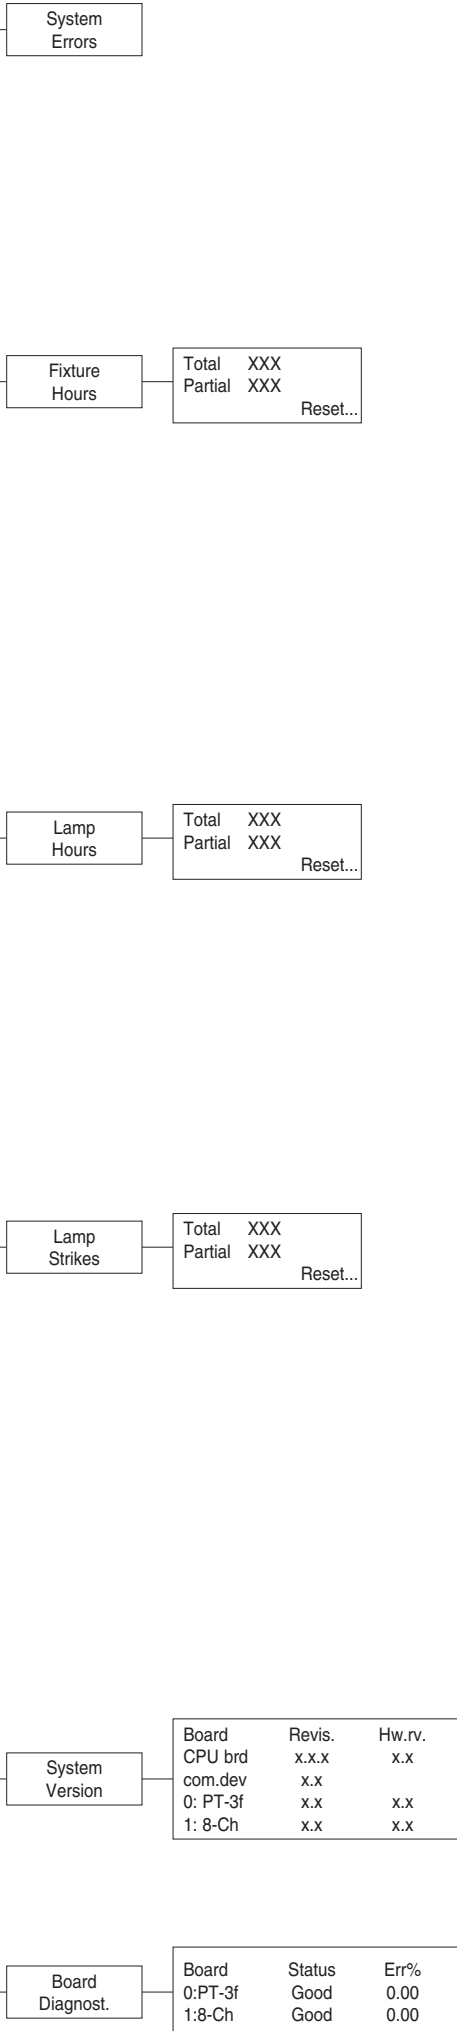 System
Errors
Fixture
Hours
Total XXX
Partial XXX
Reset...
Lamp
Hours
Total XXX
Partial XXX
Reset...
Lamp
Strikes
Total XXX
Partial XXX
Reset...
System
Version
Board Revis. Hw.rv.
CPU brd x.x.x x.x
com.dev x.x
0: PT-3f x.x x.x
1: 8-Ch x.x x.x
Board
Diagnost.
Board Status Err%
0:PT-3f Good 0.00
1:8-Ch Good 0.00